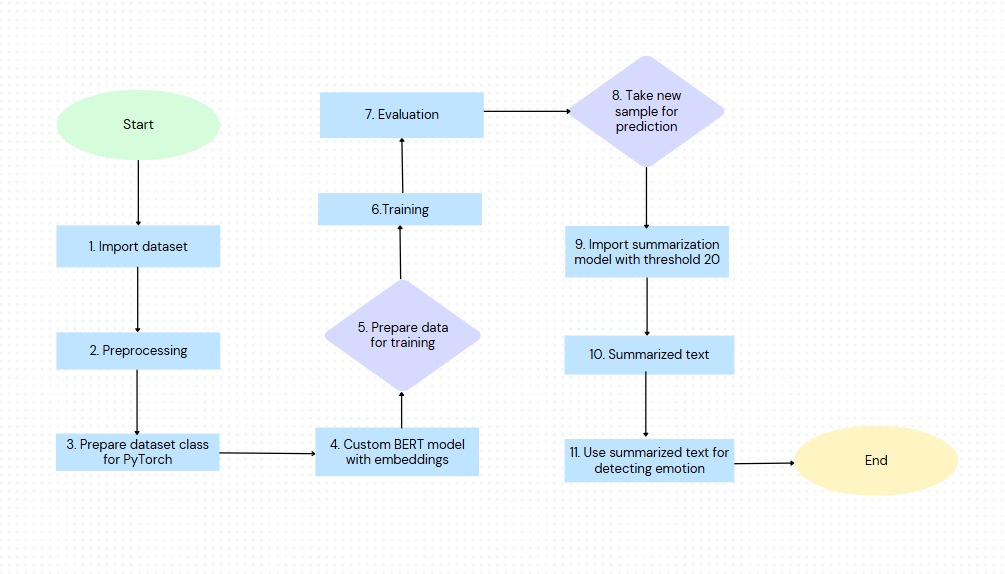 Start
1. Import dataset
2. Preprocessing
3. Prepare dataset class
for PyTorch
4. Custom BERT model
with embeddings
5. Prepare data
for training
6.Training
7. Evaluation
8. Take new
sample for
prediction
9. Import summarization
model with threshold 20
10. Summarized text
11. Use summarized text for
detecting emotion
End